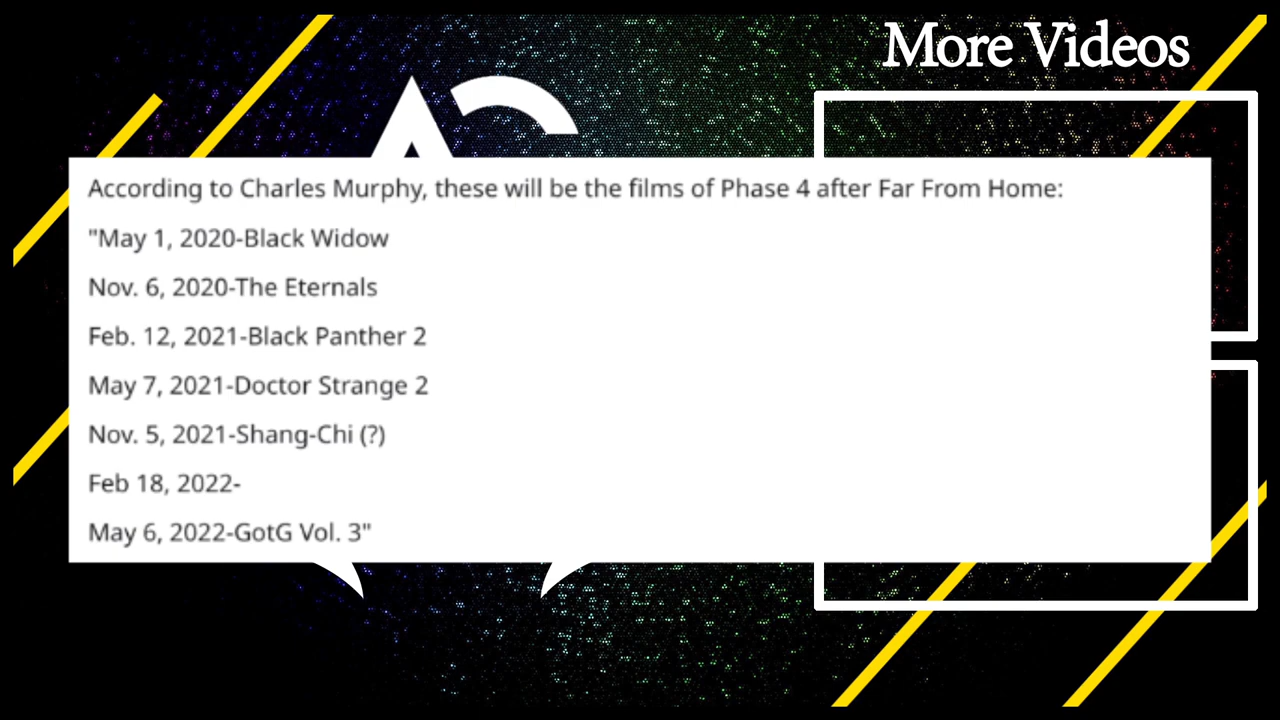 More Videos
According to Charles Murphy, these will be the films of Phase 4 after Far From Home:
"May 1, 2020-Black Widow
Nov. 6, 2020-The Eternals
Feb. 12, 2021-Black Panther 2
May 7, 2021-Doctor Strange 2
Nov. 5, 2021-Shang-Chi (?)
Feb 18, 2022-
May 6, 2022-GotG Vol. 3"